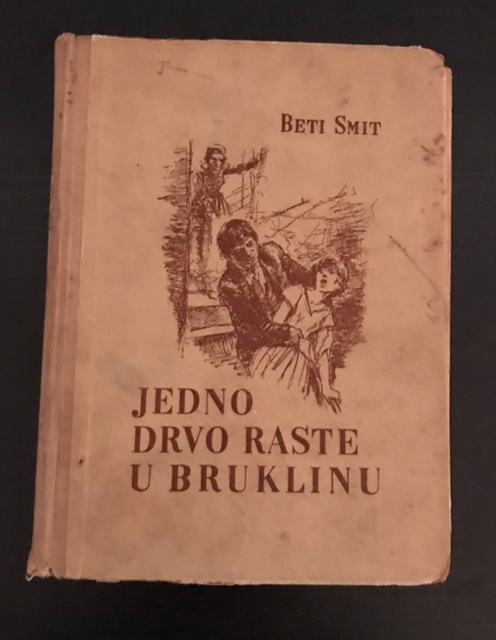 BETI SMIT
JEDNO
DRVO RASTE
U BRUKLINU